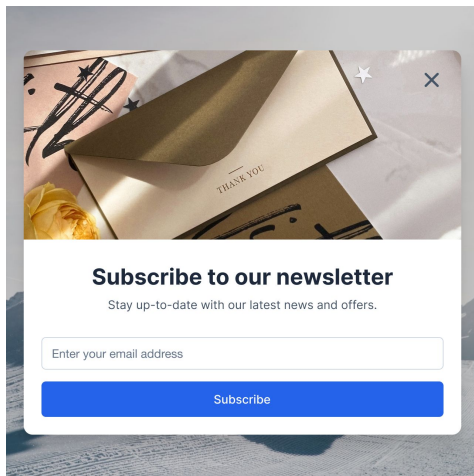 THANK YOU
Subscribe to our newsletter
Stay up-to-date with our latest news and offers.
Enter your email address
Subscribe